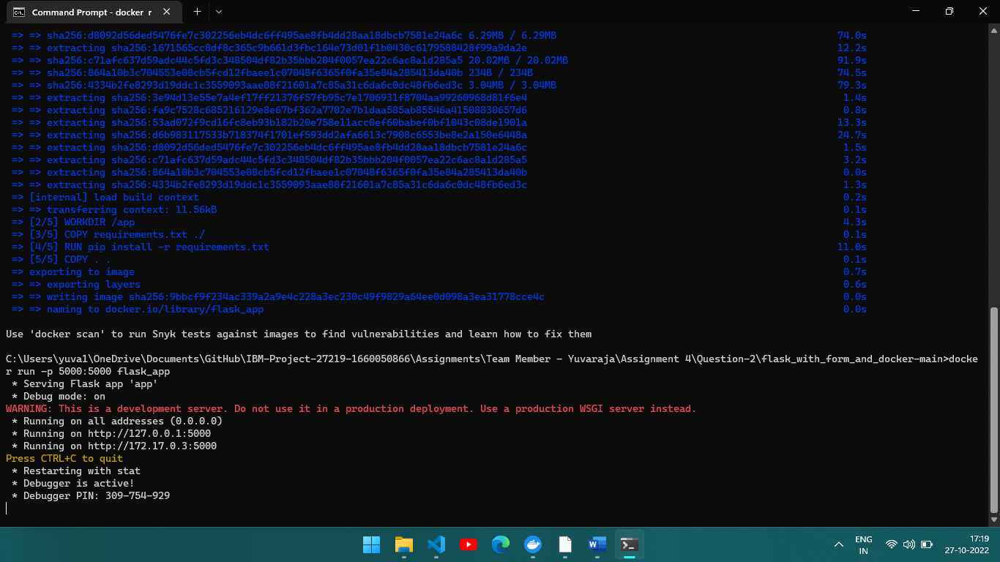 Command Prompt - docker r
=> => sha256:d8092d56ded5476fe7c302256eb4dc6ff495ae8fb4dd28aa18dbcb7581e24a6c 6.29MB / 6.29MB 74.0s
=> => extracting sha256:1671565cc8df8c365c9b661d3fbc164e73d01f1b0430c6179588428f99a9da2e 12.2s
=> => sha256:c71afc637d59adc44c5fd3c348504df82b35bbb204f0057ea22c6ac8a1d285a5 20.02MB / 20.02MB 91.9s
=> => sha256:864a10b3c704553e08cb5fcd12fbaee1c07048f6365f0fa35e84a285413da40b 234B / 234B 74.5s
=> => sha256:4334b2fe8293d19ddc1c3559093aae88f21601a7c85a31c6da6c0dc48fb6ed3c 3.04MB / 3.04MB 79.3s
=> => extracting sha256:3e94d13e55e7a4ef17ff21376f57fb95c7e1706931f8704aa99260968d81f6e4 1.4s
=> => extracting sha256:fa9c7528c685216129e8e67bf362a7702e7b1daa585ab85546a41508830657d6 0.8s
=> => extracting sha256:53ad072f9cd16fc8eb93b182b20e758e11acc0ef60babef0bf1043c08de1901a 13.3s
=> => extracting sha256:d6b983117533b718374f1701ef593dd2afa6613c7908c6553be8e2a150e6448a 24.7s
=> => extracting sha256:d8092d56ded5476fe7c302256eb4dc6ff495ae8fb4dd28aa18dbcb7581e24a6c 1.5s
=> => extracting sha256:c71afc637d59adc44c5fd3c348504df82b35bbb204f0057ea22c6ac8a1d285a5 3.2s
=> => extracting sha256:864a10b3c704553e08cb5fcd12fbaee1c07048f6365f0fa35e84a285413da40b 0.0s
=> => extracting sha256:4334b2fe8293d19ddc1c3559093aae88f21601a7c85a31c6da6c0dc48fb6ed3c 1.3s
=> [internal] load build context 0.2s
=> => transferring context: 11.56kB 0.1s
=> [2/5] WORKDIR /app 4.3s
=> [3/5] COPY requirements.txt ./ 0.1s
=> [4/5] RUN pip install -r requirements.txt 11.0s
=> [5/5] COPY . . 0.1s
=> exporting to image 0.7s
=> => exporting layers 0.6s
=> => writing image sha256:9bbcf9f234ac339a2a9e4c228a3ec230c49f9829a64ee0d098a3ea31778cce4c 0.0s
=> => naming to docker.io/library/flask_app 0.0s
Use 'docker scan' to run Snyk tests against images to find vulnerabilities and learn how to fix them
C:\Users\yuva1\OneDrive\Documents\GitHub\IBM-Project-27219-1660050866\Assignments\Team Member - Yuvaraja\Assignment 4\Question-2\flask_with_form_and_docker-main>docke
r run -p 5000:5000 flask_app
* Serving Flask app 'app'
* Debug mode: on
WARNING: This is a development server. Do not use it in a production deployment. Use a production WSGI server instead.
* Running on all addresses (0.0.0.0)
* Running on http://127.0.0.1:5000
* Running on http://172.17.0.3:5000
Press CTRL+C to quit
* Restarting with stat
* Debugger is active!
* Debugger PIN: 309-754-929
ENG
IN
17:19
27-10-2022